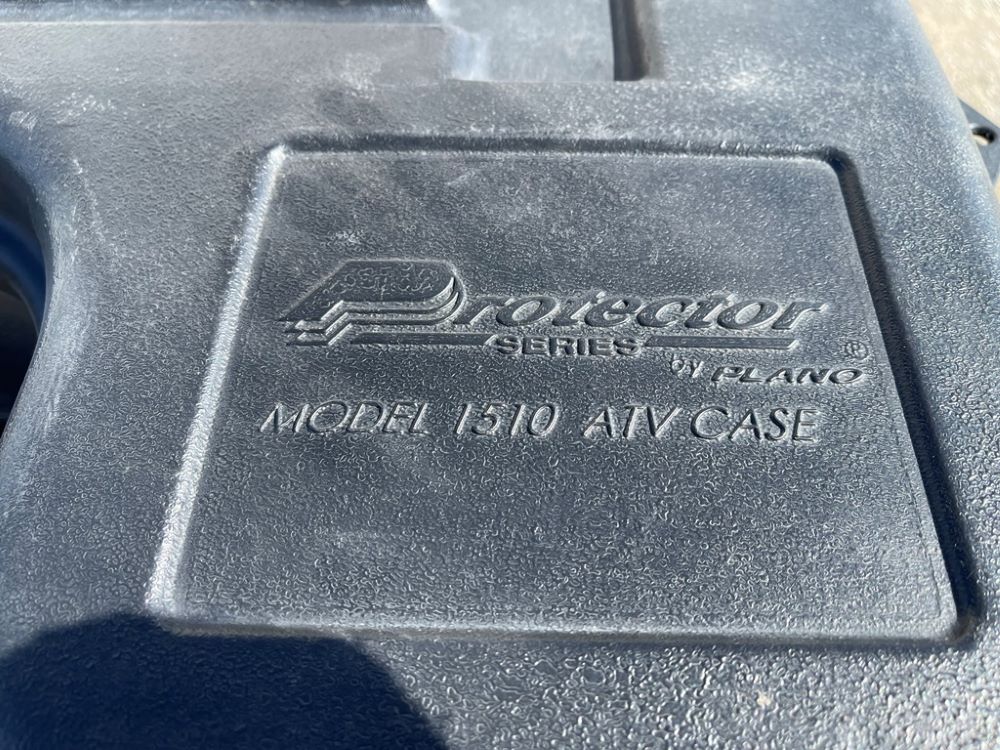 Protector
SERIES
by PLANO®
MODEL 1510 ATV CASE